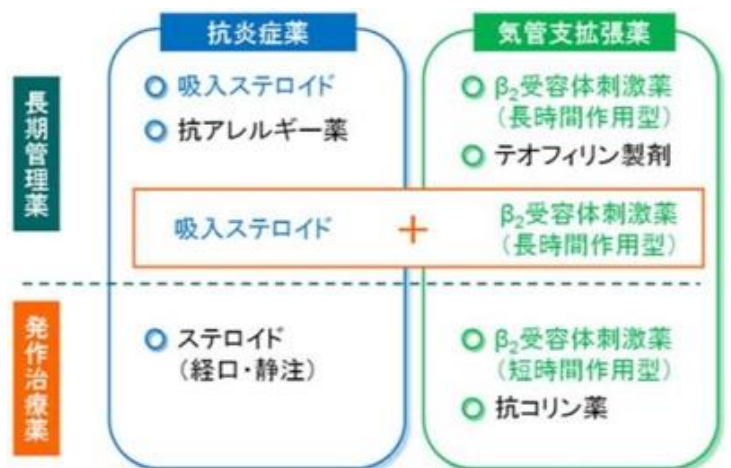 抗炎症薬
気管支拡張薬
長期管理薬
吸入ステロイド
抗アレルギー薬
β₂受容体刺激薬
（長時間作用型）
テオフィリン製剤
吸入ステロイド
+
β₂受容体刺激薬
（長時間作用型）
発作治療薬
ステロイド
（経口・静注）
β₂受容体刺激薬
（短時間作用型）
抗コリン薬